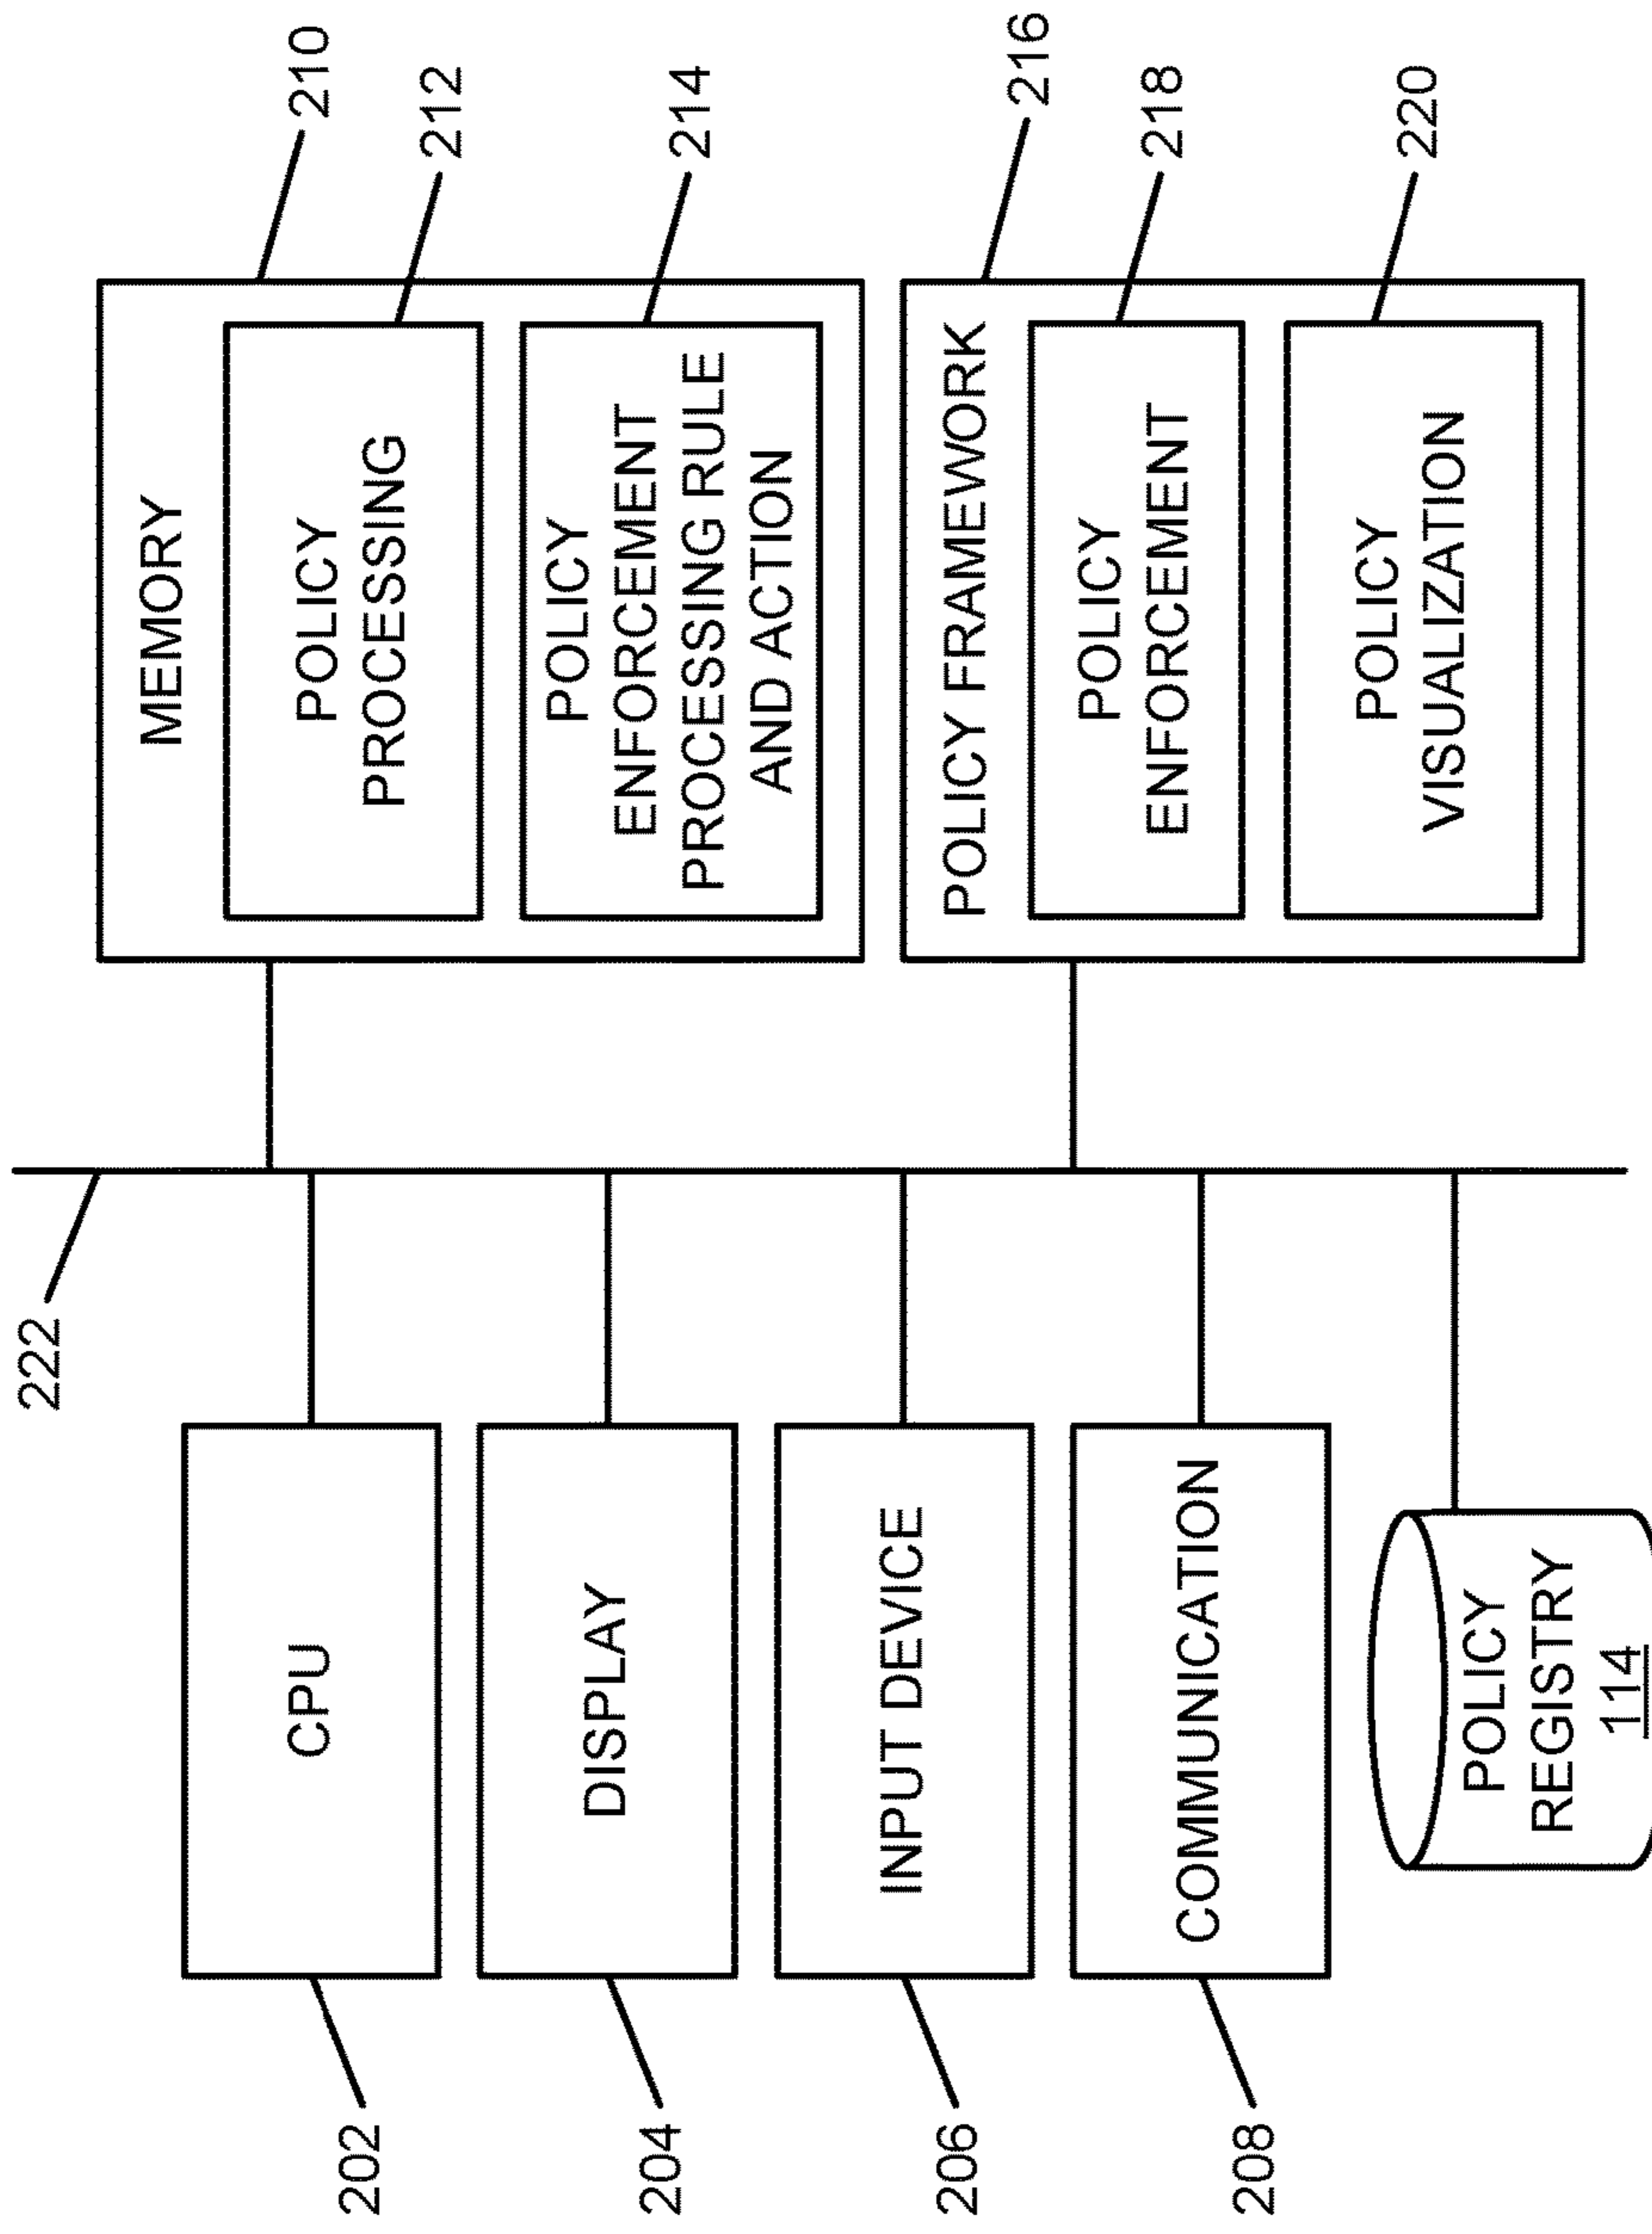 222
202
CPU
204
DISPLAY
206
INPUT DEVICE
208
COMMUNICATION
POLICY
REGISTRY
114
MEMORY
210
POLICY
PROCESSING
212
POLICY
ENFORCEMENT
PROCESSING RULE
AND ACTION
214
POLICY FRAMEWORK
216
POLICY
ENFORCEMENT
218
POLICY
VISUALIZATION
220